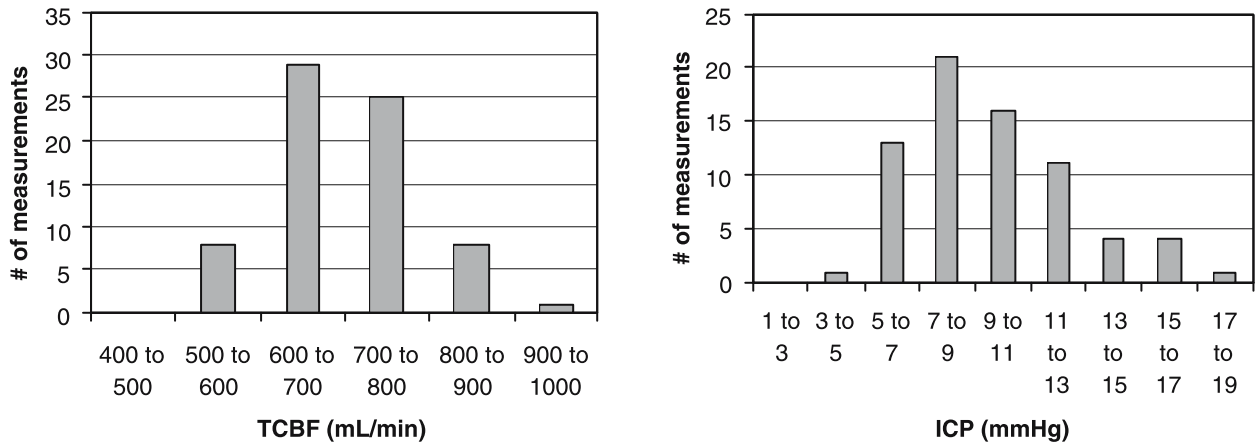 35
30
25
20
15
10
5
0
# of measurements
400 to 500 to 600 to 700 to 800 to 900 to
500 600 700 800 900 1000
TCBF (mL/min)
25
20
15
10
5
0
# of measurements
1 to 3 to 5 to 7 to 9 to 11 13 15 17
3 5 7 9 11 to to to to
13 15 17 19
ICP (mmHg)